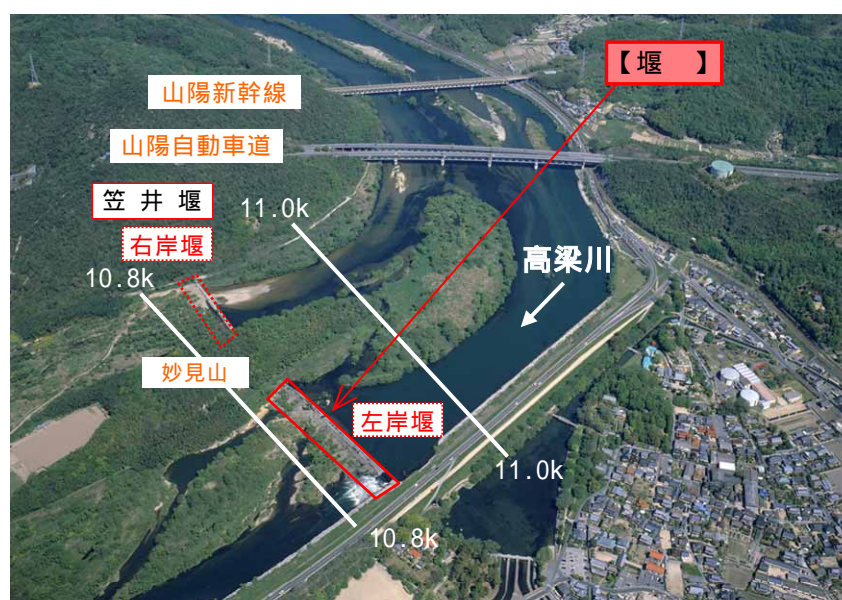 【堰　】
山陽新幹線
山陽自動車道
笠井堰
11.0k
右岸堰
高梁川
10.8k
妙見山
左岸堰
11.0k
10.8k